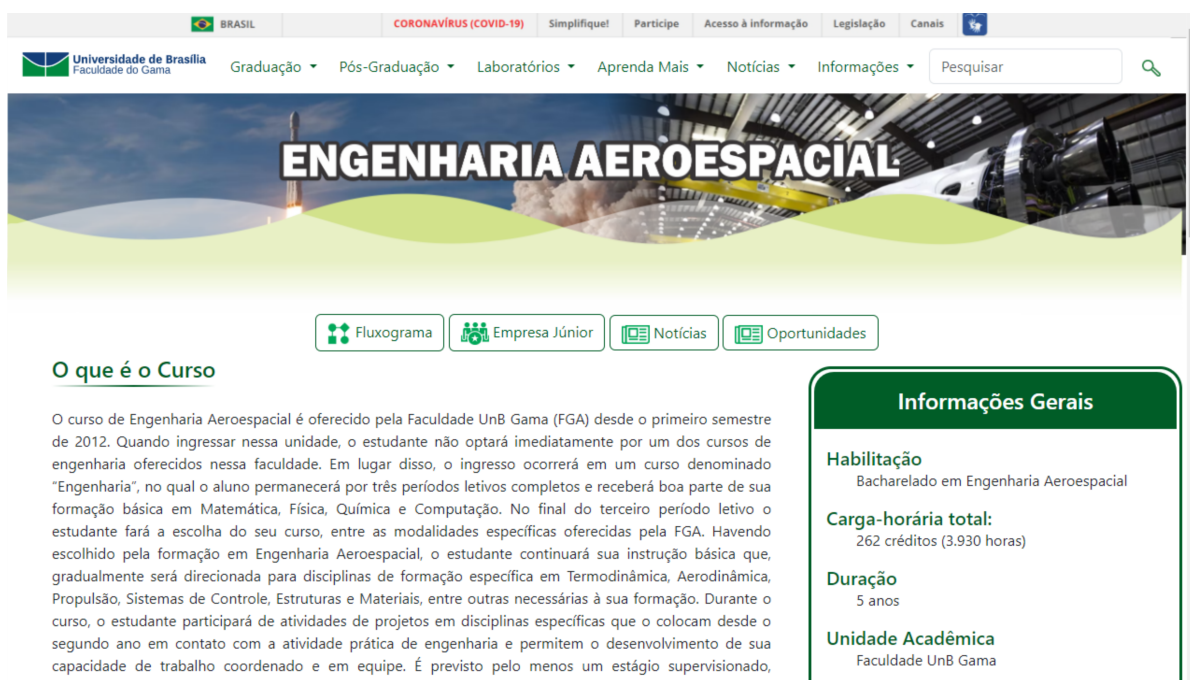 BRASIL
CORONAVÍRUS (COVID-19)
Simplifique!
Participe
Acesso à informação
Legislação
Canais
Universidade de Brasília
Faculdade do Gama
Graduação
Pós-Graduação
Laboratórios
Aprenda Mais
Notícias
Informações
Pesquisar
ENGENHARIA AEROESPACIAL
Fluxograma
Empresa Júnior
Notícias
Oportunidades
O que é o Curso
O curso de Engenharia Aeroespacial é oferecido pela Faculdade UnB Gama (FGA) desde o primeiro semestre
de 2012. Quando ingressar nessa unidade, o estudante não optará imediatamente por um dos cursos de
engenharia oferecidos nessa faculdade. Em lugar disso, o ingresso ocorrerá em um curso denominado
“Engenharia”, no qual o aluno permanecerá por três períodos letivos completos e receberá boa parte de sua
formação básica em Matemática, Física, Química e Computação. No final do terceiro período letivo o
estudante fará a escolha do seu curso, entre as modalidades específicas oferecidas pela FGA. Havendo
escolhido pela formação em Engenharia Aeroespacial, o estudante continuará sua instrução básica que,
gradualmente será direcionada para disciplinas de formação específica em Termodinâmica, Aerodinâmica,
Propulsão, Sistemas de Controle, Estruturas e Materiais, entre outras necessárias à sua formação. Durante o
curso, o estudante participará de atividades de projetos em disciplinas específicas que o colocam desde o
segundo ano em contato com a atividade prática de engenharia e permitem o desenvolvimento de sua
capacidade de trabalho coordenado e em equipe. É previsto pelo menos um estágio supervisionado,
Informações Gerais
Habilitação
Bacharelado em Engenharia Aeroespacial
Carga-horária total:
262 créditos (3.930 horas)
Duração
5 anos
Unidade Acadêmica
Faculdade UnB Gama